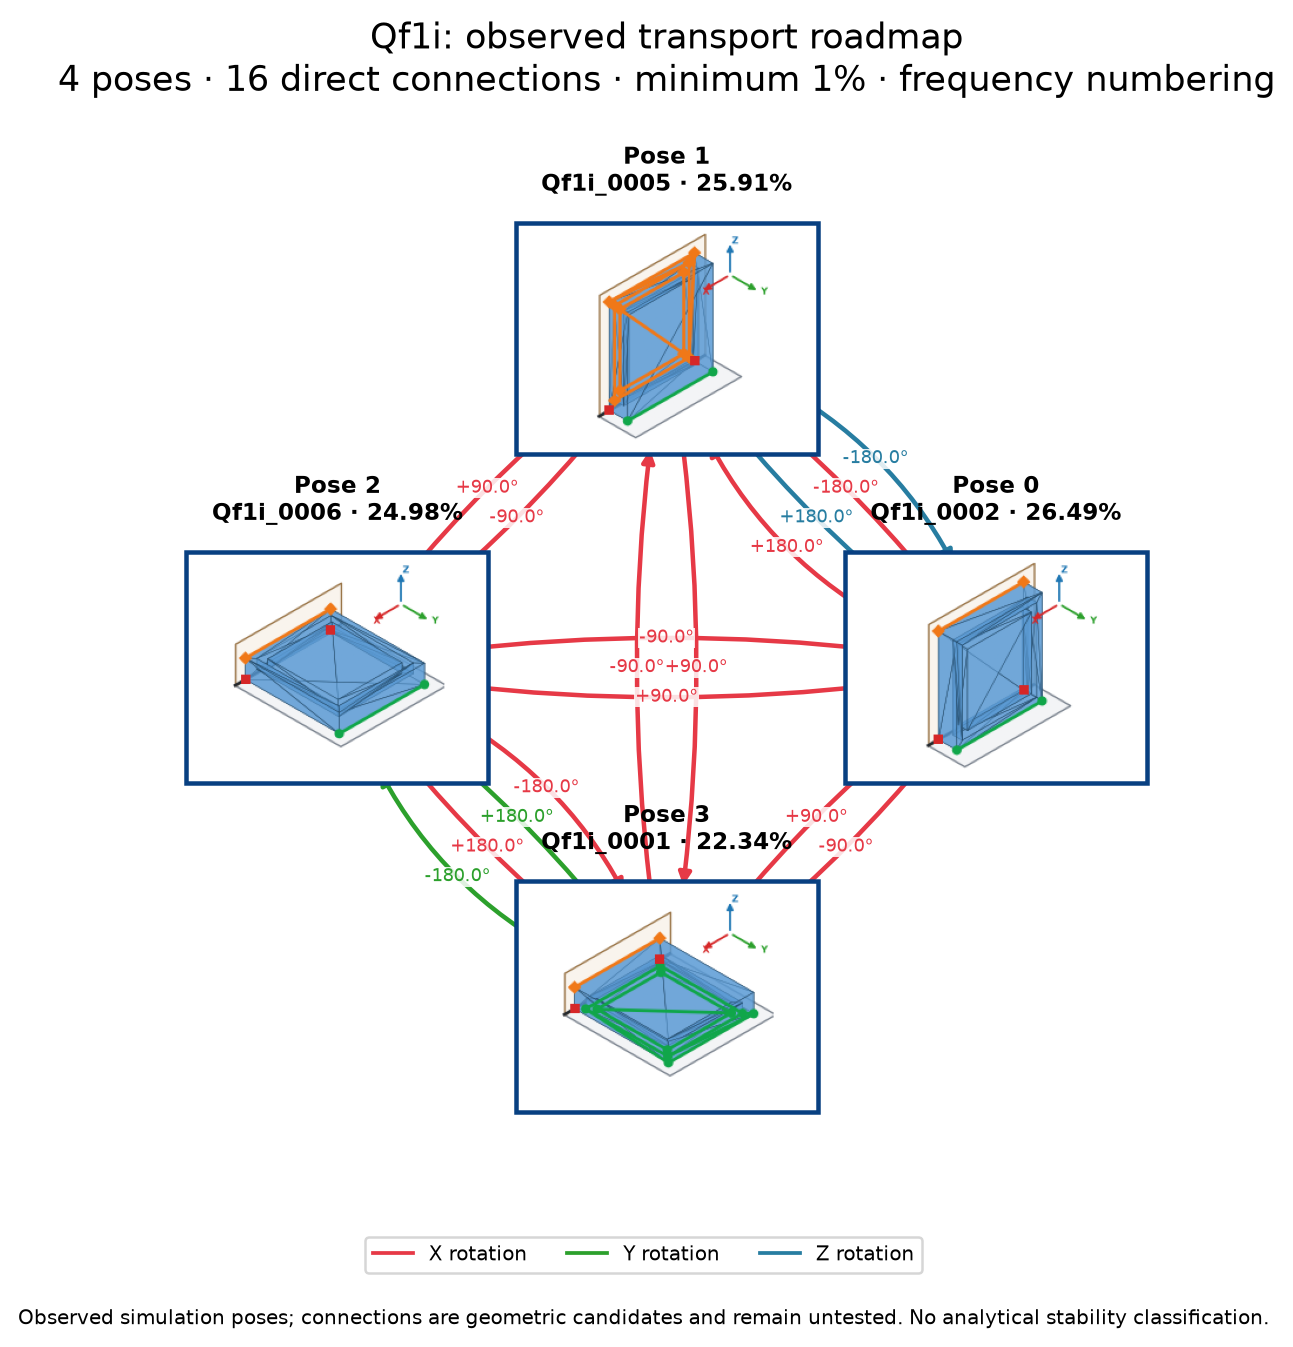 Qf1i: observed transport roadmap
4 poses · 16 direct connections · minimum 1% · frequency numbering
Pose 1
Qf1i_0005 · 25.91%
Z
X
Y
-180.0°
+90.0°
-180.0°
-90.0°
+180.0°
+180.0°
Pose 2
Qf1i_0006 · 24.98%
Z
X
Y
Pose 0
Qf1i_0002 · 26.49%
Z
X
Y
-90.0°
-90.0°
+90.0°
+90.0°
-180.0°
+180.0°
+180.0°
-180.0°
+90.0°
-90.0°
Pose 3
Qf1i_0001 · 22.34%
Z
X
Y
X rotation
Y rotation
Z rotation
Observed simulation poses; connections are geometric candidates and remain untested. No analytical stability classification.